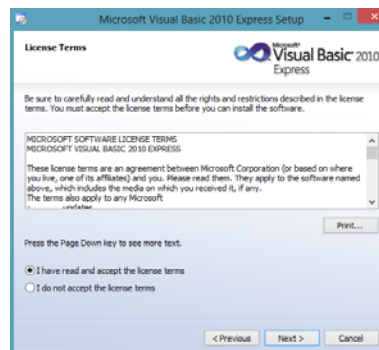 Microsoft Visual Basic 2010 Express Setup
License Terms
Microsoft®
Visual Basic 2010
Express
Be sure to carefully read and understand all the rights and restrictions described in the license
terms. You must accept the license terms before you can install the software.
MICROSOFT SOFTWARE LICENSE TERMS
MICROSOFT VISUAL BASIC 2010 EXPRESS
These license terms are an agreement between Microsoft Corporation (or based on where
you live, one of its affiliates) and you. Please read them. They apply to the software named
above, which includes the media on which you received it, if any.
The terms also apply to any Microsoft
updates
Print...
Press the Page Down key to see more text.
I have read and accept the license terms
I do not accept the license terms
< Previous
Next >
Cancel